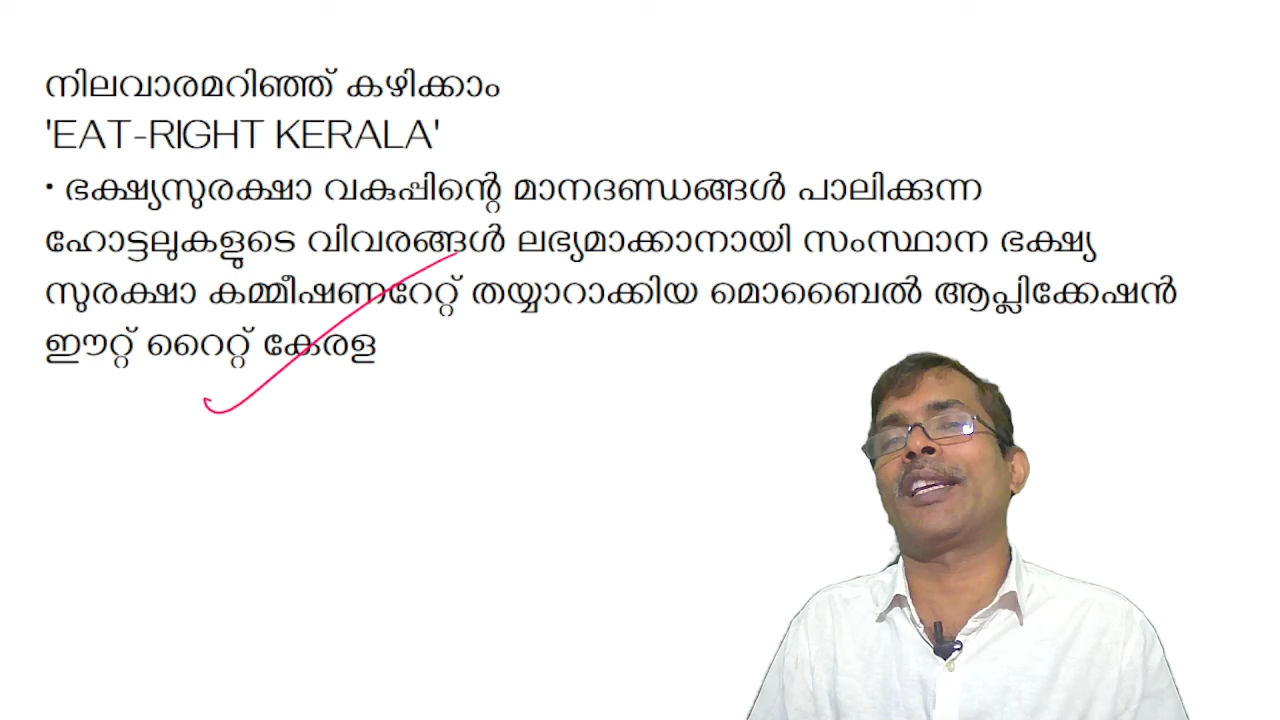 നിലവാരമറിഞ്ഞ് കഴിക്കാം
'EAT-RIGHT KERALA'
• ഭക്ഷ്യസുരക്ഷാ വകുപ്പിന്റെ മാനദണ്ഡങ്ങൾ പാലിക്കുന്ന
ഹോട്ടലുകളുടെ വിവരങ്ങൾ ലഭ്യമാക്കാനായി സംസ്ഥാന ഭക്ഷ്യ
സുരക്ഷാ കമ്മീഷണറേറ്റ് തയ്യാറാക്കിയ മൊബൈൽ ആപ്ലിക്കേഷൻ
ഈറ്റ് റൈറ്റ് കേരള